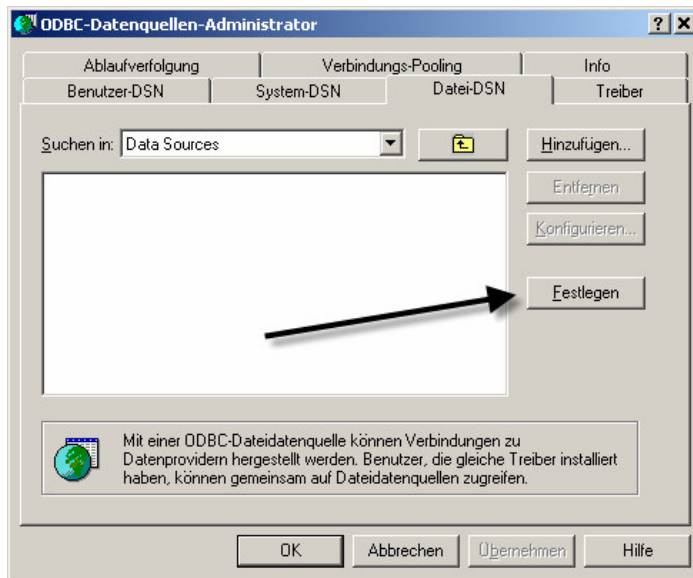 ODBC-Datenquellen-Administrator
Ablaufverfolgung Verbindungs-Pooling Info
Benutzer-DSN System-DSN Datei-DSN Treiber
Suchen in: Data Sources Hinzufügen...
Entfernen
Konfigurieren...
Festlegen
Mit einer ODBC-Dateidatenquelle können Verbindungen zu
Datenprovidern hergestellt werden. Benutzer, die gleiche Treiber installiert
haben, können gemeinsam auf Dateidatenquellen zugreifen.
OK Abbrechen Übernehmen Hilfe